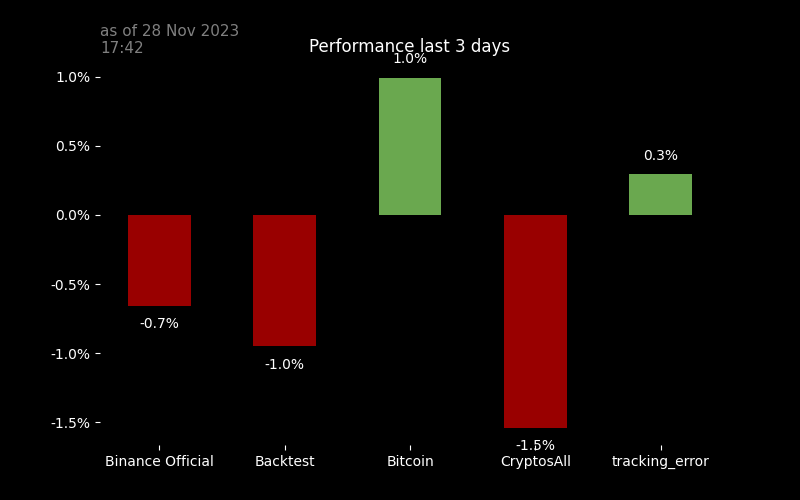 as of 28 Nov 2023
17:42
Performance last 3 days
1.0%
0.5%
0.0%
-0.5%
-1.0%
-1.5%
-0.7%
-1.0%
1.0%
-1.5%
0.3%
Binance Official
Backtest
Bitcoin
CryptosAll
tracking_error